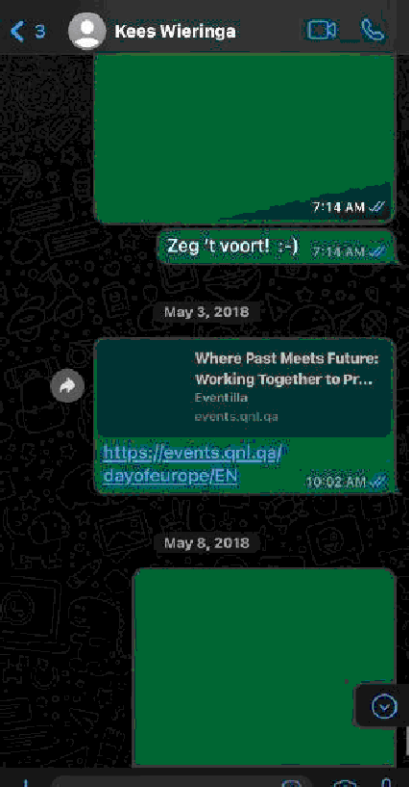 3 Kees Wieringa
7:14 AM
Zeg 't voort! :-) 7:14 AM
May 3, 2018
Where Past Meets Future:
Working Together to Pr...
Eventilla
events.qnl.qa
https://events.qnl.qa/
dayofeurope/EN 10:02 AM
May 8, 2018